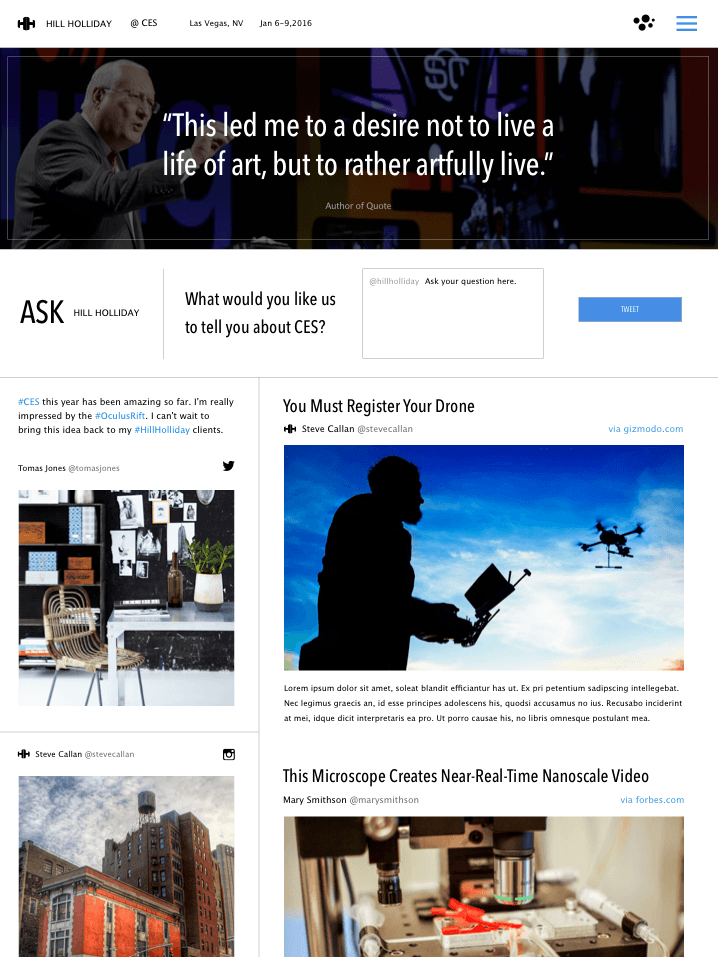 HILL HOLLIDAY @ CES Las Vegas, NV Jan 6-9,2016
“This led me to a desire not to live a
life of art, but to rather artfully live.”
Author of Quote
ASK HILL HOLLIDAY
What would you like us
to tell you about CES?
@hillholliday Ask your question here.
TWEET
#CES this year has been amazing so far. I'm really
impressed by the #OculusRift. I can't wait to
bring this idea back to my #HillHolliday clients.
Tomas Jones @tomasjones
Steve Callan @stevecallan
You Must Register Your Drone
Steve Callan @stevecallan via gizmodo.com
Lorem ipsum dolor sit amet, soleat blandit efficiantur has ut. Ex pri petentium sadipscing intellegebat.
Nec legimus graecis an, id esse principes adolescens his, quodsi accusamus no ius. Recusabo inciderint
at mei, idque dicit interpretaris ea pro. Ut porro causae his, no libris omnesque postulant mea.
This Microscope Creates Near-Real-Time Nanoscale Video
Mary Smithson @marysmithson via forbes.com